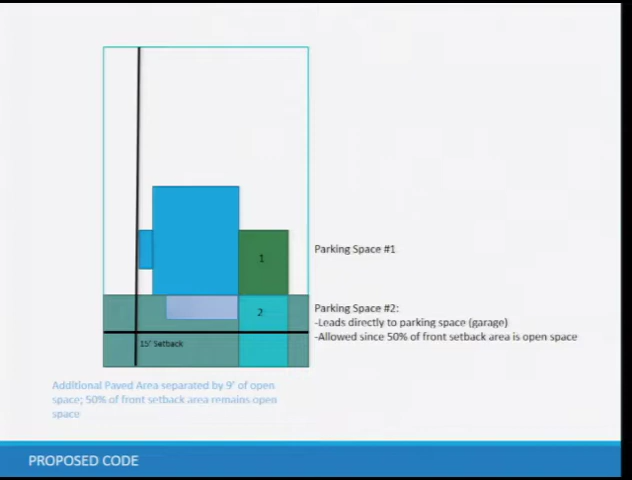 1
Parking Space #1
2
Parking Space #2:
-Leads directly to parking space (garage)
-Allowed since 50% of front setback area is open space
15' Setback
Additional Paved Area separated by 9' of open
space; 50% of front setback area remains open
space
PROPOSED CODE